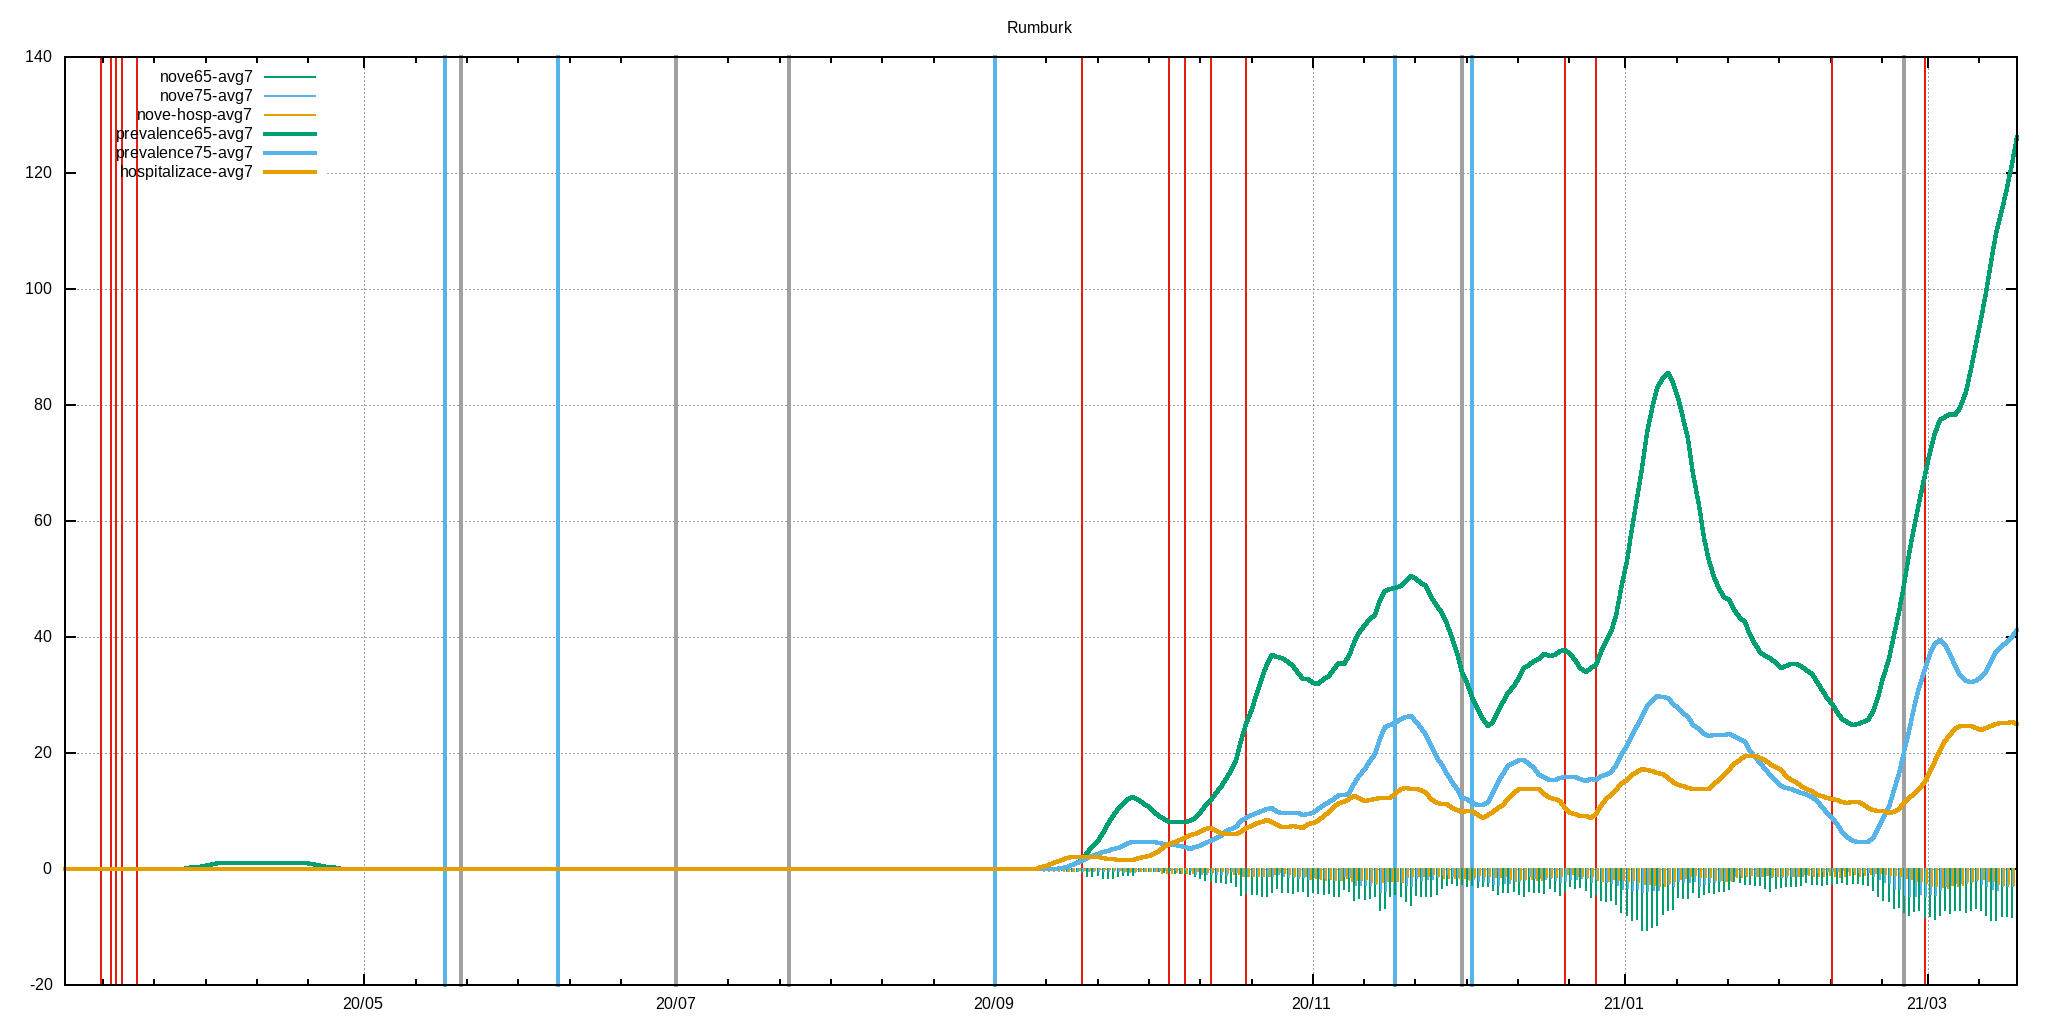 Rumburk
140
nove65-avg7
nove75-avg7
nove-hosp-avg7
prevalence65-avg7
prevalence75-avg7
hospitalizace-avg7
120
100
80
60
40
20
0
-20
20/05 20/07 20/09 20/11 21/01 21/03